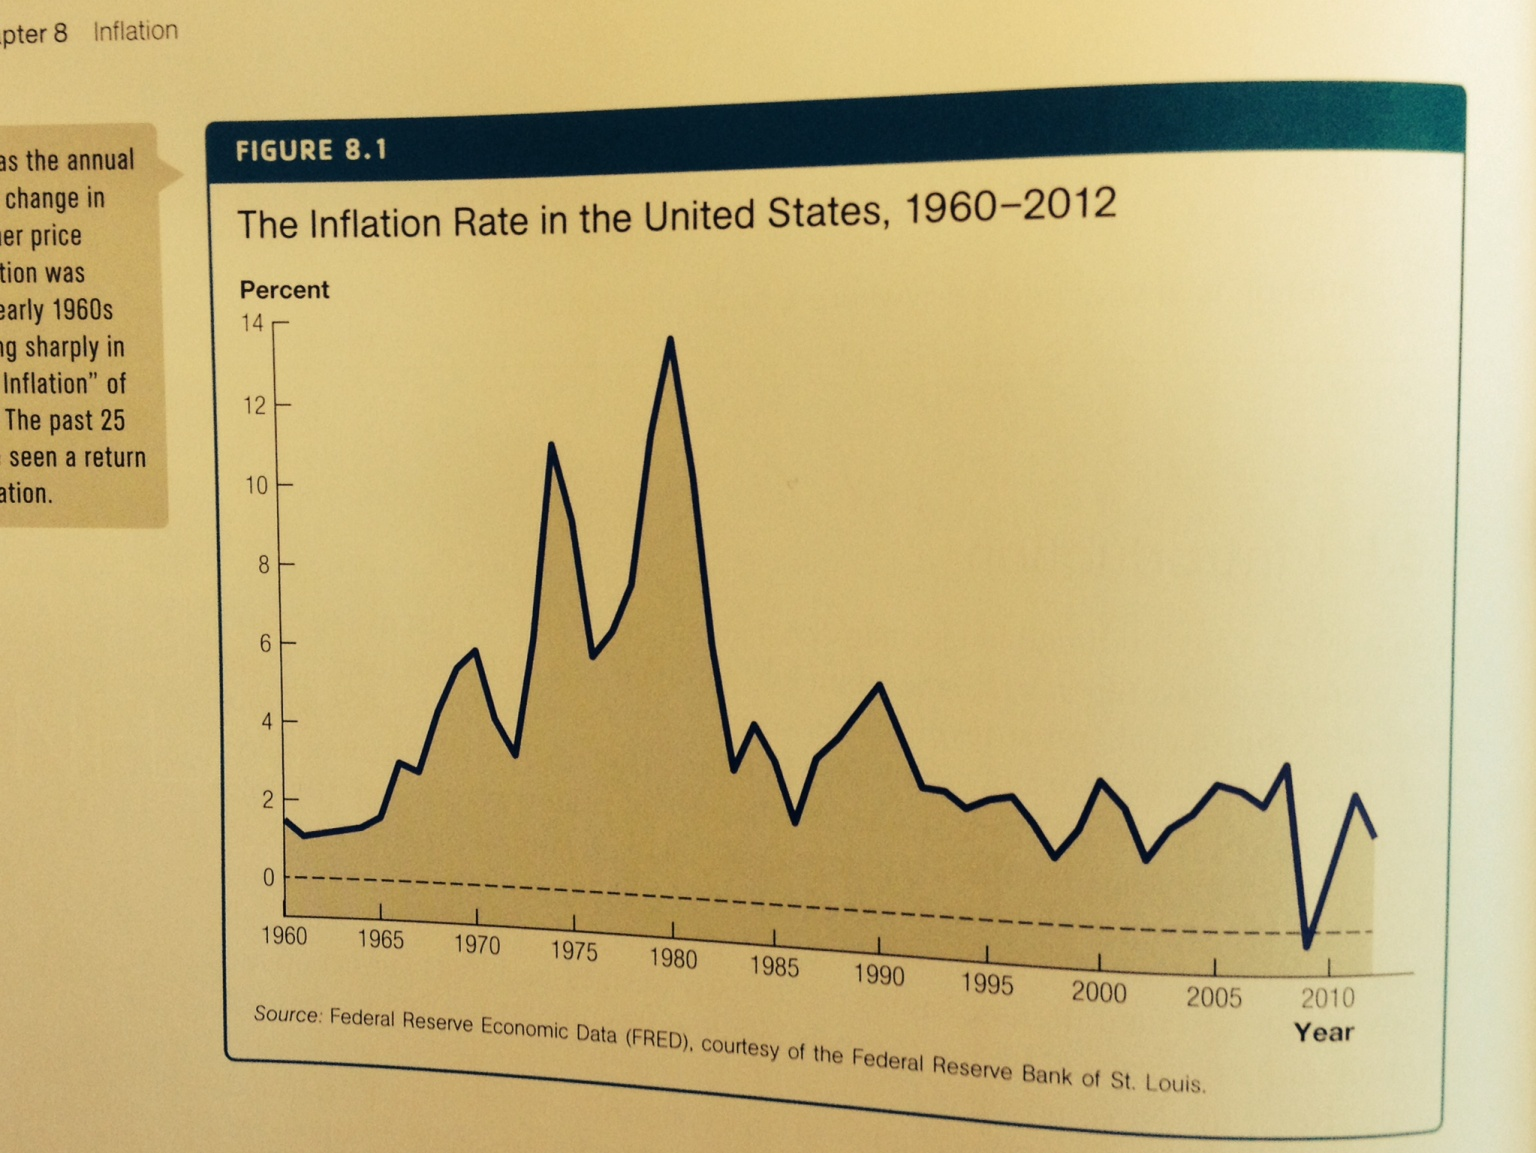 pter 8 Inflation
as the annual
change in
er price
tion was
early 1960s
ng sharply in
Inflation” of
The past 25
seen a return
ation.
FIGURE 8.1
The Inflation Rate in the United States, 1960–2012
Percent
14
12
10
8
6
4
2
0
1960 1965 1970 1975 1980 1985 1990 1995 2000 2005 2010
Year
Source: Federal Reserve Economic Data (FRED), courtesy of the Federal Reserve Bank of St. Louis.